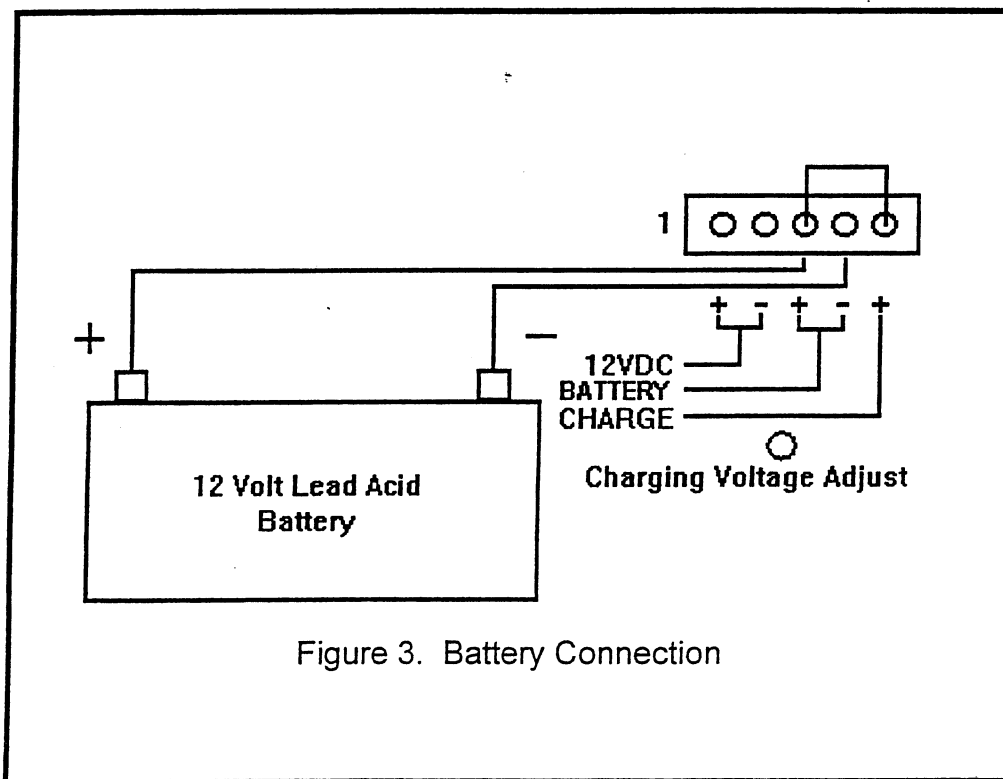 1
+ - + - +
+ —
12VDC
BATTERY
CHARGE
Charging Voltage Adjust
12 Volt Lead Acid
Battery
Figure 3. Battery Connection